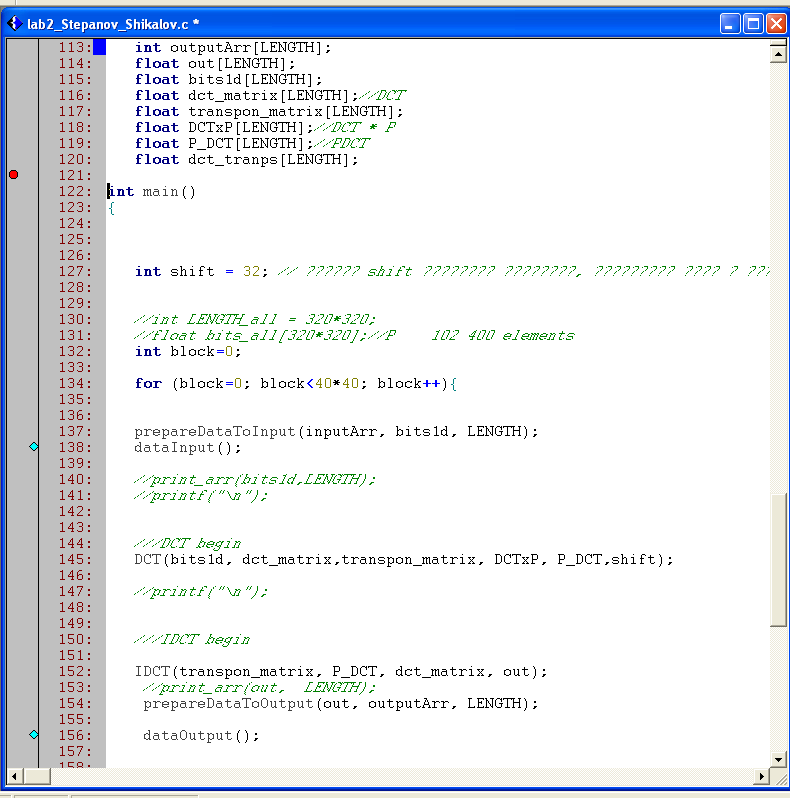 lab2_Stepanov_Shikalov.c *
113: int outputArr[LENGTH];
114: float out[LENGTH];
115: float bits1d[LENGTH];
116: float dct_matrix[LENGTH];//DCT
117: float transpon_matrix[LENGTH];
118: float DCTxP[LENGTH];//DCT * P
119: float P_DCT[LENGTH];//PDCT
120: float dct_tranps[LENGTH];
121:
122: int main()
123: {
124:
125:
126:
127: int shift = 32; // ?????? shift ???????? ????????, ????????? ???? ? ???
128:
129:
130: //int LENGTH_all = 320*320;
131: //float bits_all[320*320];//P 102 400 elements
132: int block=0;
133:
134: for (block=0; block<40*40; block++){
135:
136:
137: prepareDataToInput(inputArr, bits1d, LENGTH);
138: dataInput();
139:
140: //print_arr(bits1d,LENGTH);
141: //printf("\n");
142:
143:
144: ///DCT begin
145: DCT(bits1d, dct_matrix,transpon_matrix, DCTxP, P_DCT,shift);
146:
147: //printf("\n");
148:
149:
150: ///IDCT begin
151:
152: IDCT(transpon_matrix, P_DCT, dct_matrix, out);
153: //print_arr(out, LENGTH);
154: prepareDataToOutput(out, outputArr, LENGTH);
155:
156: dataOutput();
157:
158: